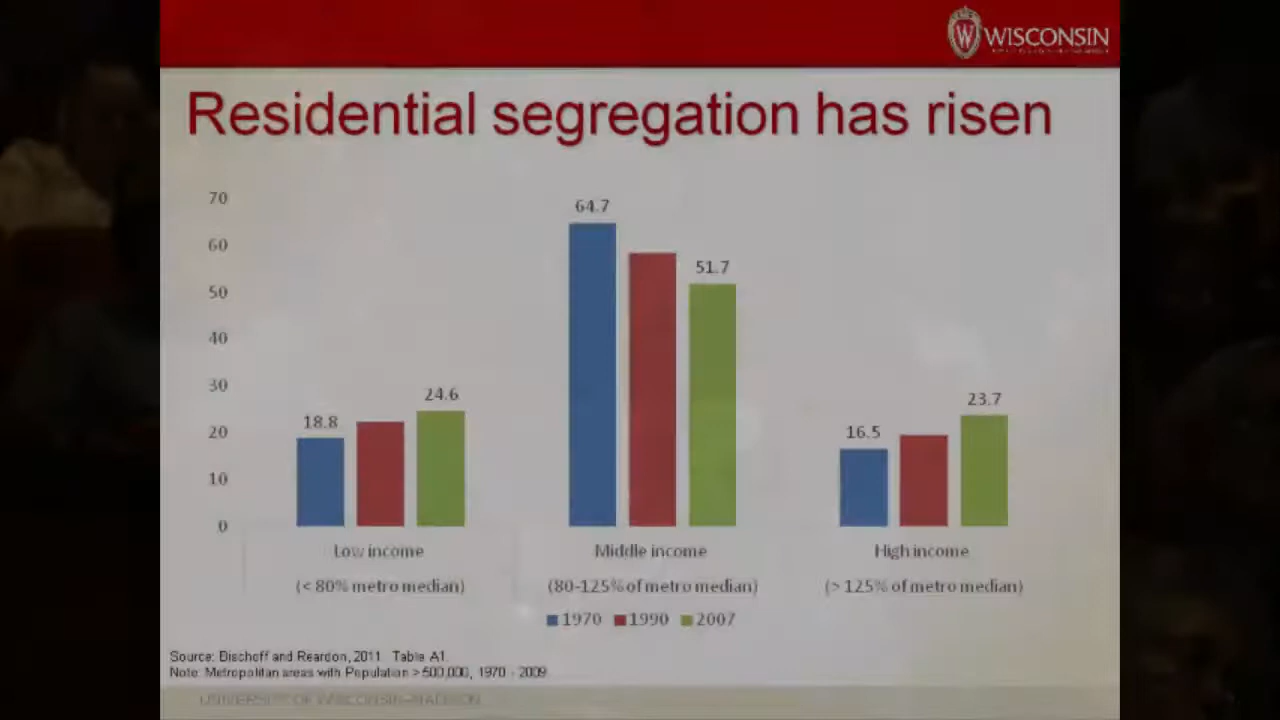 WISCONSIN
Residential segregation has risen
70
60
50
40
30
20
10
0
18.8
24.6
64.7
51.7
16.5
23.7
Low income
(< 80% metro median)
Middle income
(80-125% of metro median)
High income
(> 125% of metro median)
1970 1990 2007
Source: Bischoff and Reardon, 2011. Table A1.
Note: Metropolitan areas with Population > 500,000, 1970 - 2009
UNIVERSITY OF WISCONSIN–MADISON